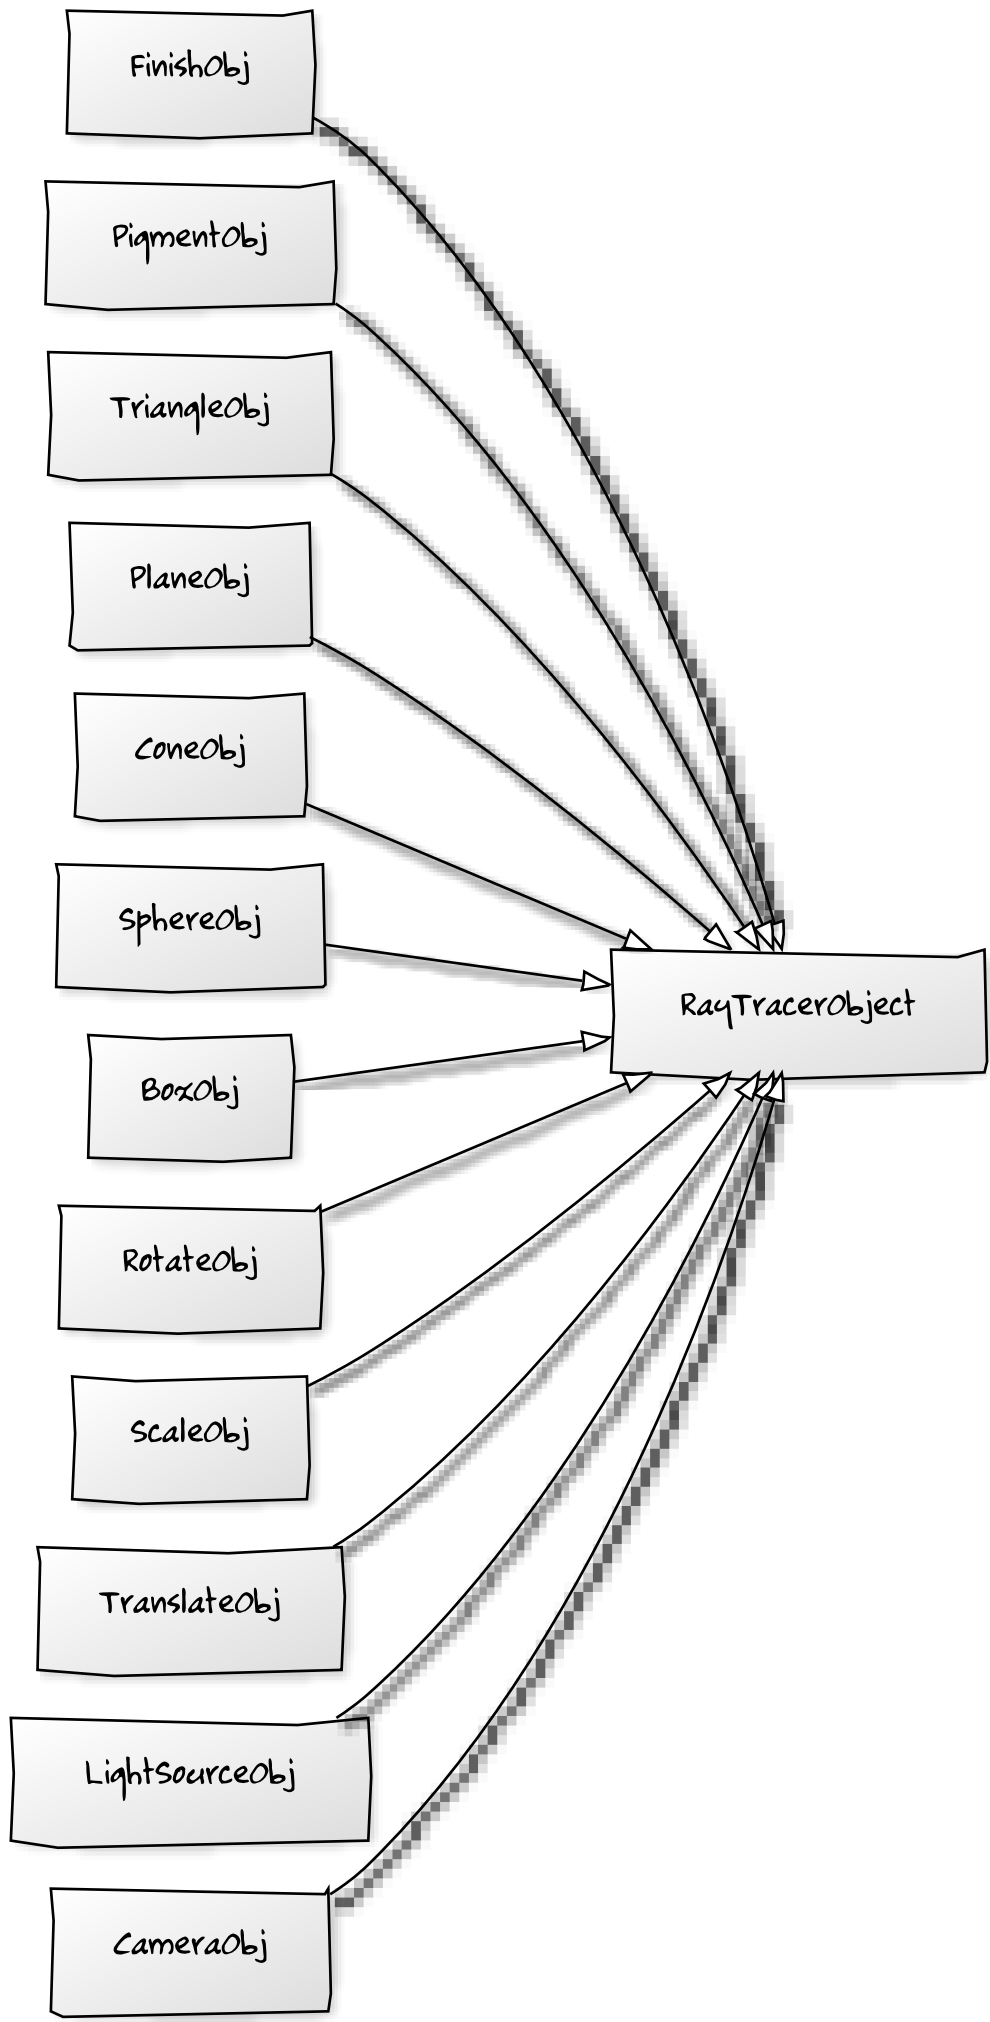 FinishObj
PigmentObj
TriangleObj
PlaneObj
ConeObj
SphereObj
RayTracerObject
BoxObj
RotateObj
ScaleObj
TranslateObj
LightSourceObj
CameraObj